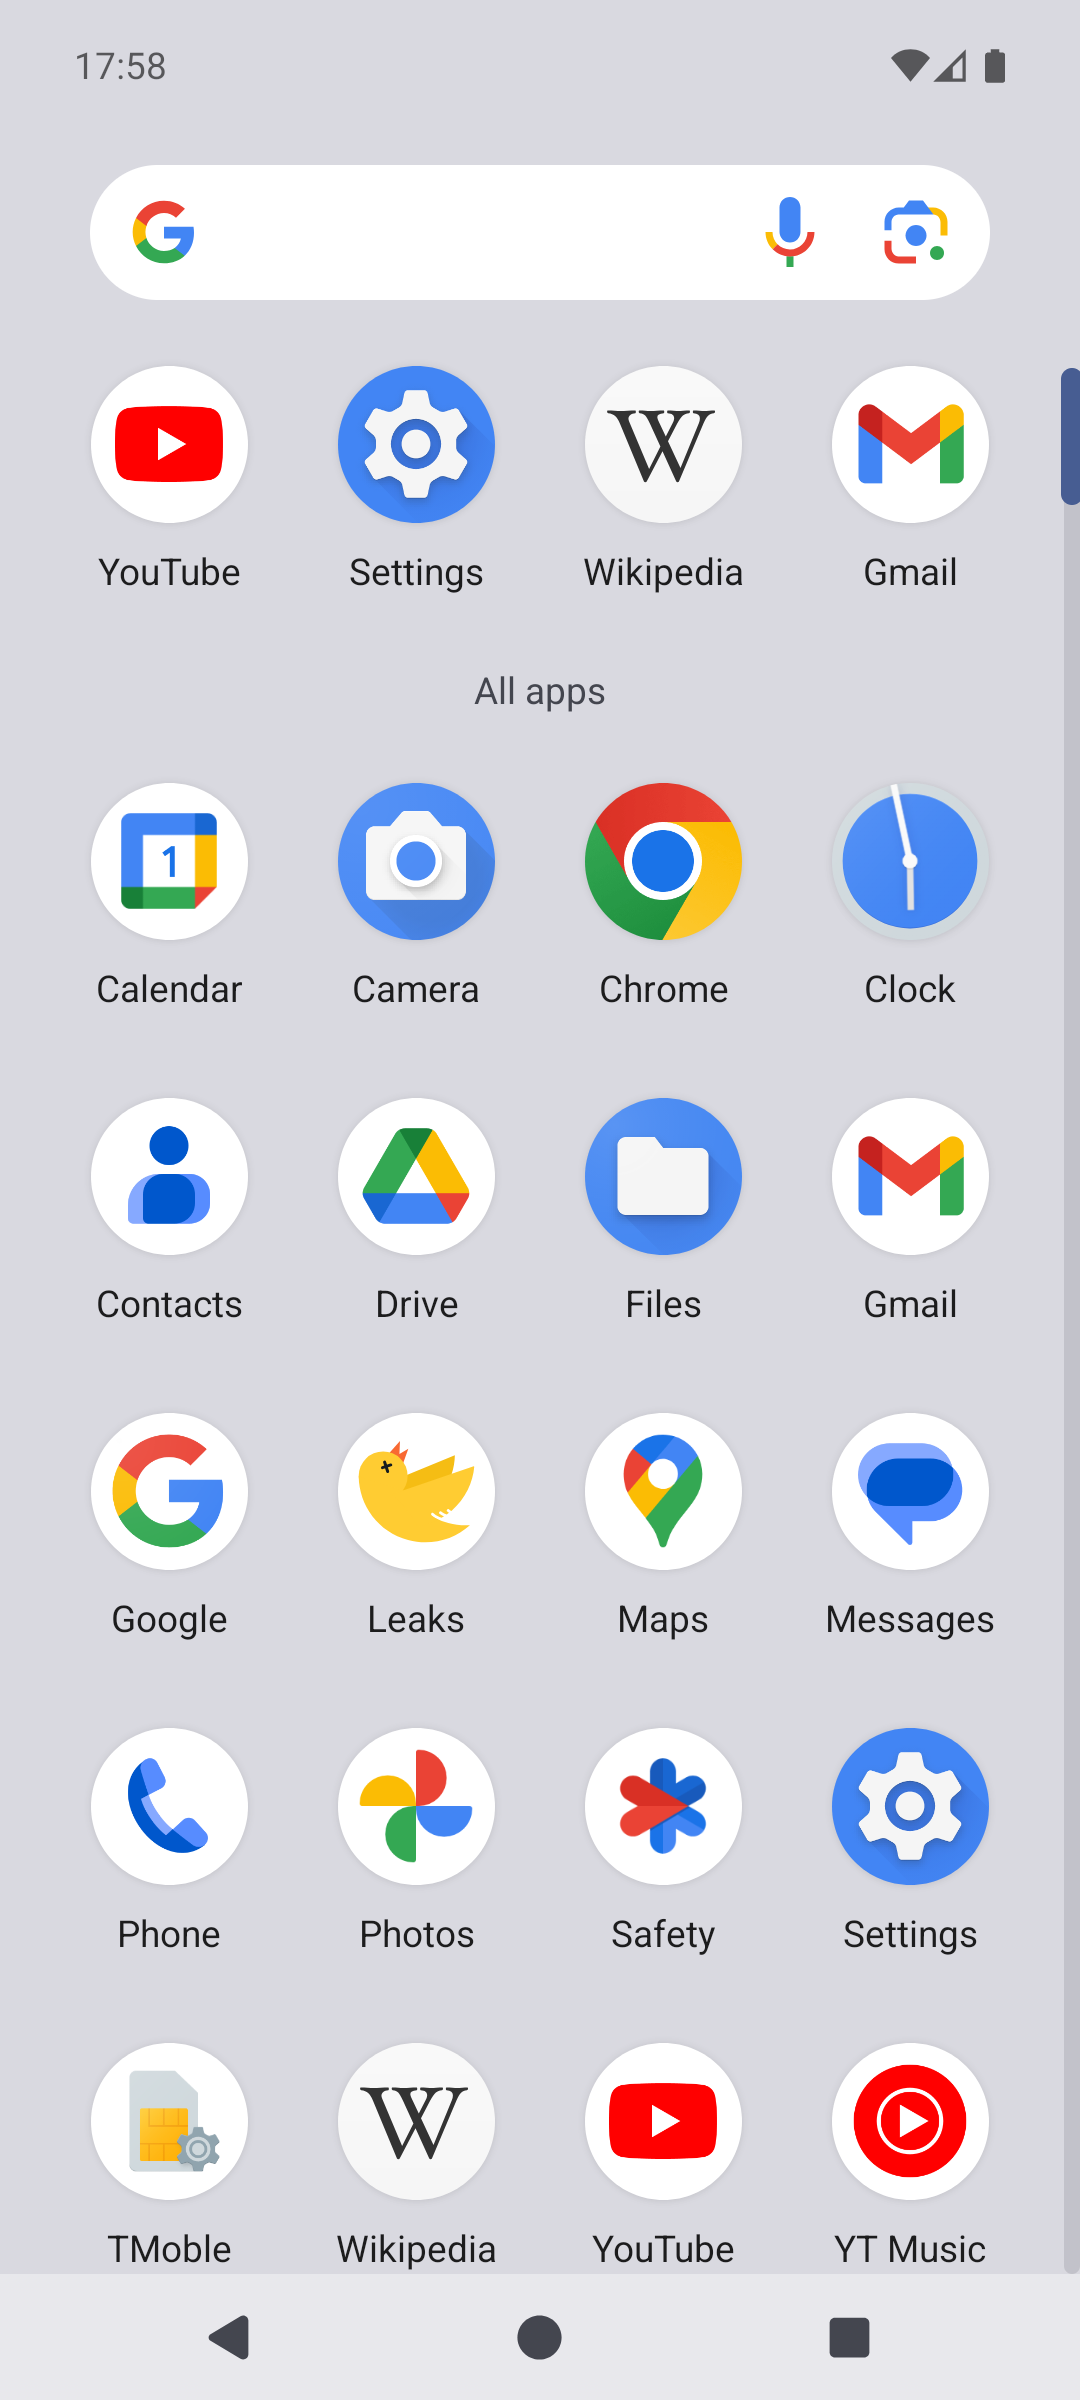 17:58
YouTube Settings Wikipedia Gmail
All apps
1
Calendar Camera Chrome Clock
Contacts Drive Files Gmail
Google Leaks Maps Messages
Phone Photos Safety Settings
TMoble Wikipedia YouTube YT Music